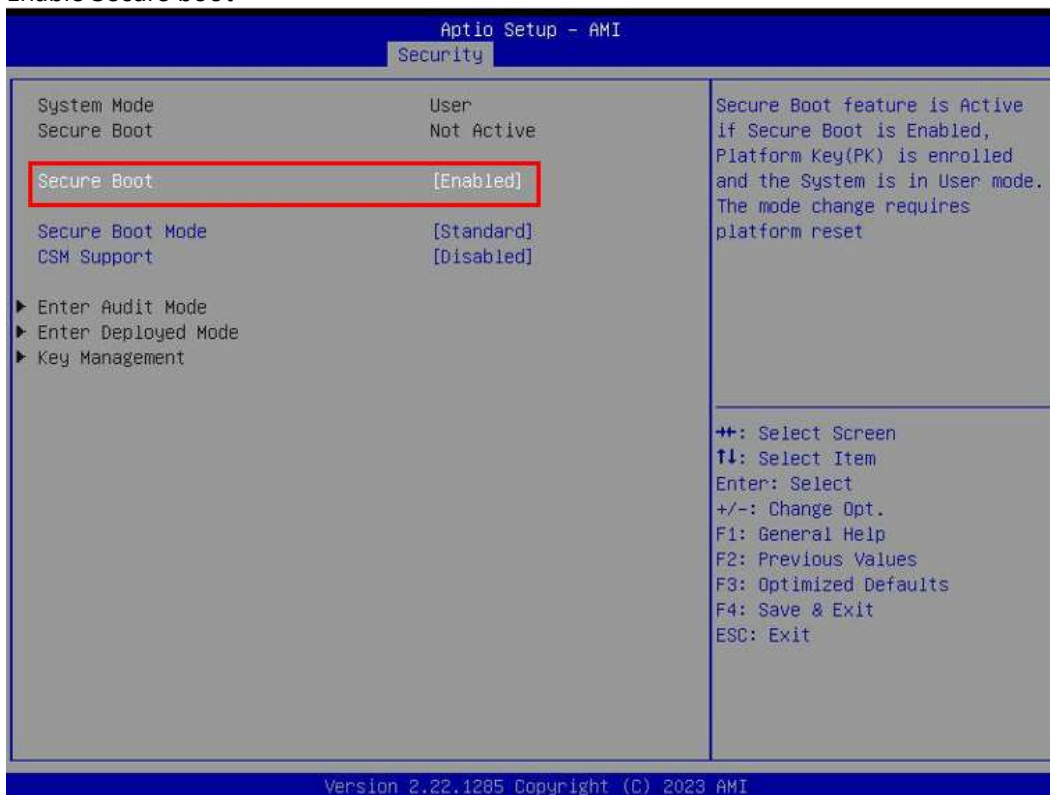 Enable Secure boot
Aptio Setup - AMI
Security
System Mode User
Secure Boot Not Active
Secure Boot [Enabled]
Secure Boot Mode [Standard]
CSM Support [Disabled]
Enter Audit Mode
Enter Deployed Mode
Key Management
Secure Boot feature is Active
if Secure Boot is Enabled,
Platform Key(PK) is enrolled
and the System is in User mode.
The mode change requires
platform reset
→←: Select Screen
↑↓: Select Item
Enter: Select
+/-: Change Opt.
F1: General Help
F2: Previous Values
F3: Optimized Defaults
F4: Save & Exit
ESC: Exit
Version 2.22.1285 Copyright (C) 2023 AMI